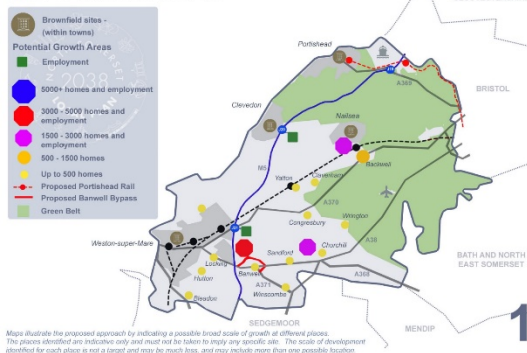 Brownfield sites -
(within towns)
Potential Growth Areas
Employment
5000+ homes and employment
3000 - 5000 homes and
employment
1500 - 3000 homes and
employment
500 - 1500 homes
Up to 500 homes
Proposed Portishead Rail
Proposed Banwell Bypass
Green Belt
2038
Portishead
A369
BRISTOL
Clevedon
Nailsea
Backwell
M5
Yatton
Claverham
A370
Congresbury
Wrington
Weston-super-Mare
A38
Churchill
Sandford
BATH AND NORTH
EAST SOMERSET
Locking
Hutton
Banwell
A368
A371
Winscombe
Bleadon
SEDGEMOOR
MENDIP
1
Maps illustrate the proposed approach by indicating a possible broad scale of growth at different places.
The places identified are indicative only and must not be taken to imply any specific site. The scale of development
identified for each place is not a target and may be much less, and may include more than one possible location